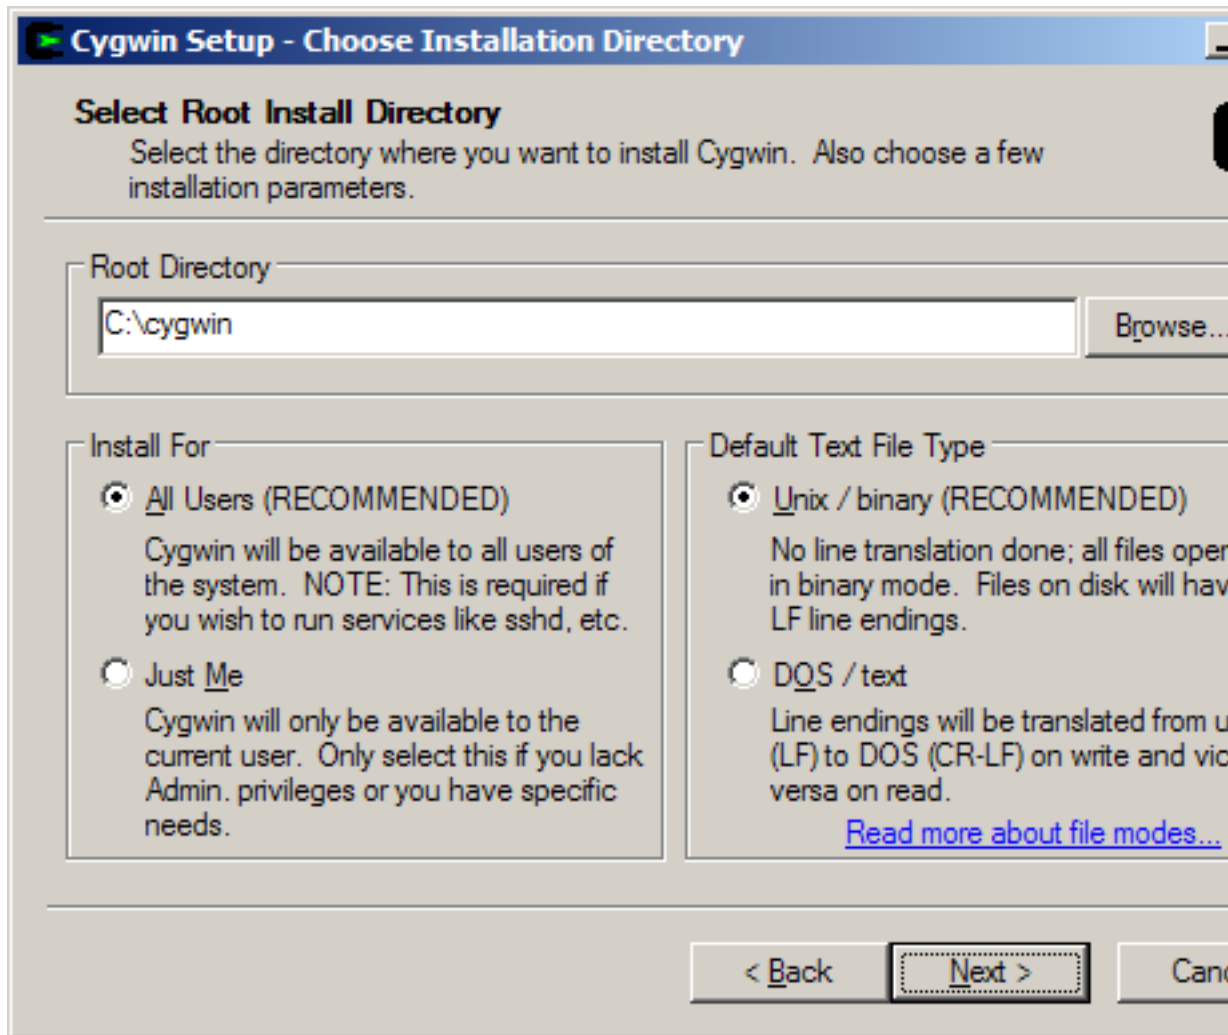 Cygwin Setup - Choose Installation Directory
Select Root Install Directory
Select the directory where you want to install Cygwin.  Also choose a few
installation parameters.
Root Directory
C:\cygwin
Browse...
Install For
All Users (RECOMMENDED)
Cygwin will be available to all users of
the system.  NOTE: This is required if
you wish to run services like sshd, etc.
Just Me
Cygwin will only be available to the
current user.  Only select this if you lack
Admin. privileges or you have specific
needs.
Default Text File Type
Unix / binary (RECOMMENDED)
No line translation done; all files
in binary mode.  Files on disk will
LF line endings.
DOS / text
Line endings will be translated from
(LF) to DOS (CR-LF) on write and
versa on read.
Read more about file modes...
< Back
Next >